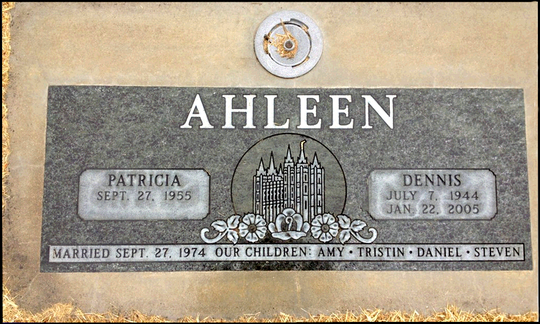 AHLEEN
PATRICIA
SEPT. 27, 1955
DENNIS
JULY 7, 1944
JAN. 22, 2005
MARRIED SEPT. 27, 1974 OUR CHILDREN: AMY • TRISTIN • DANIEL • STEVEN